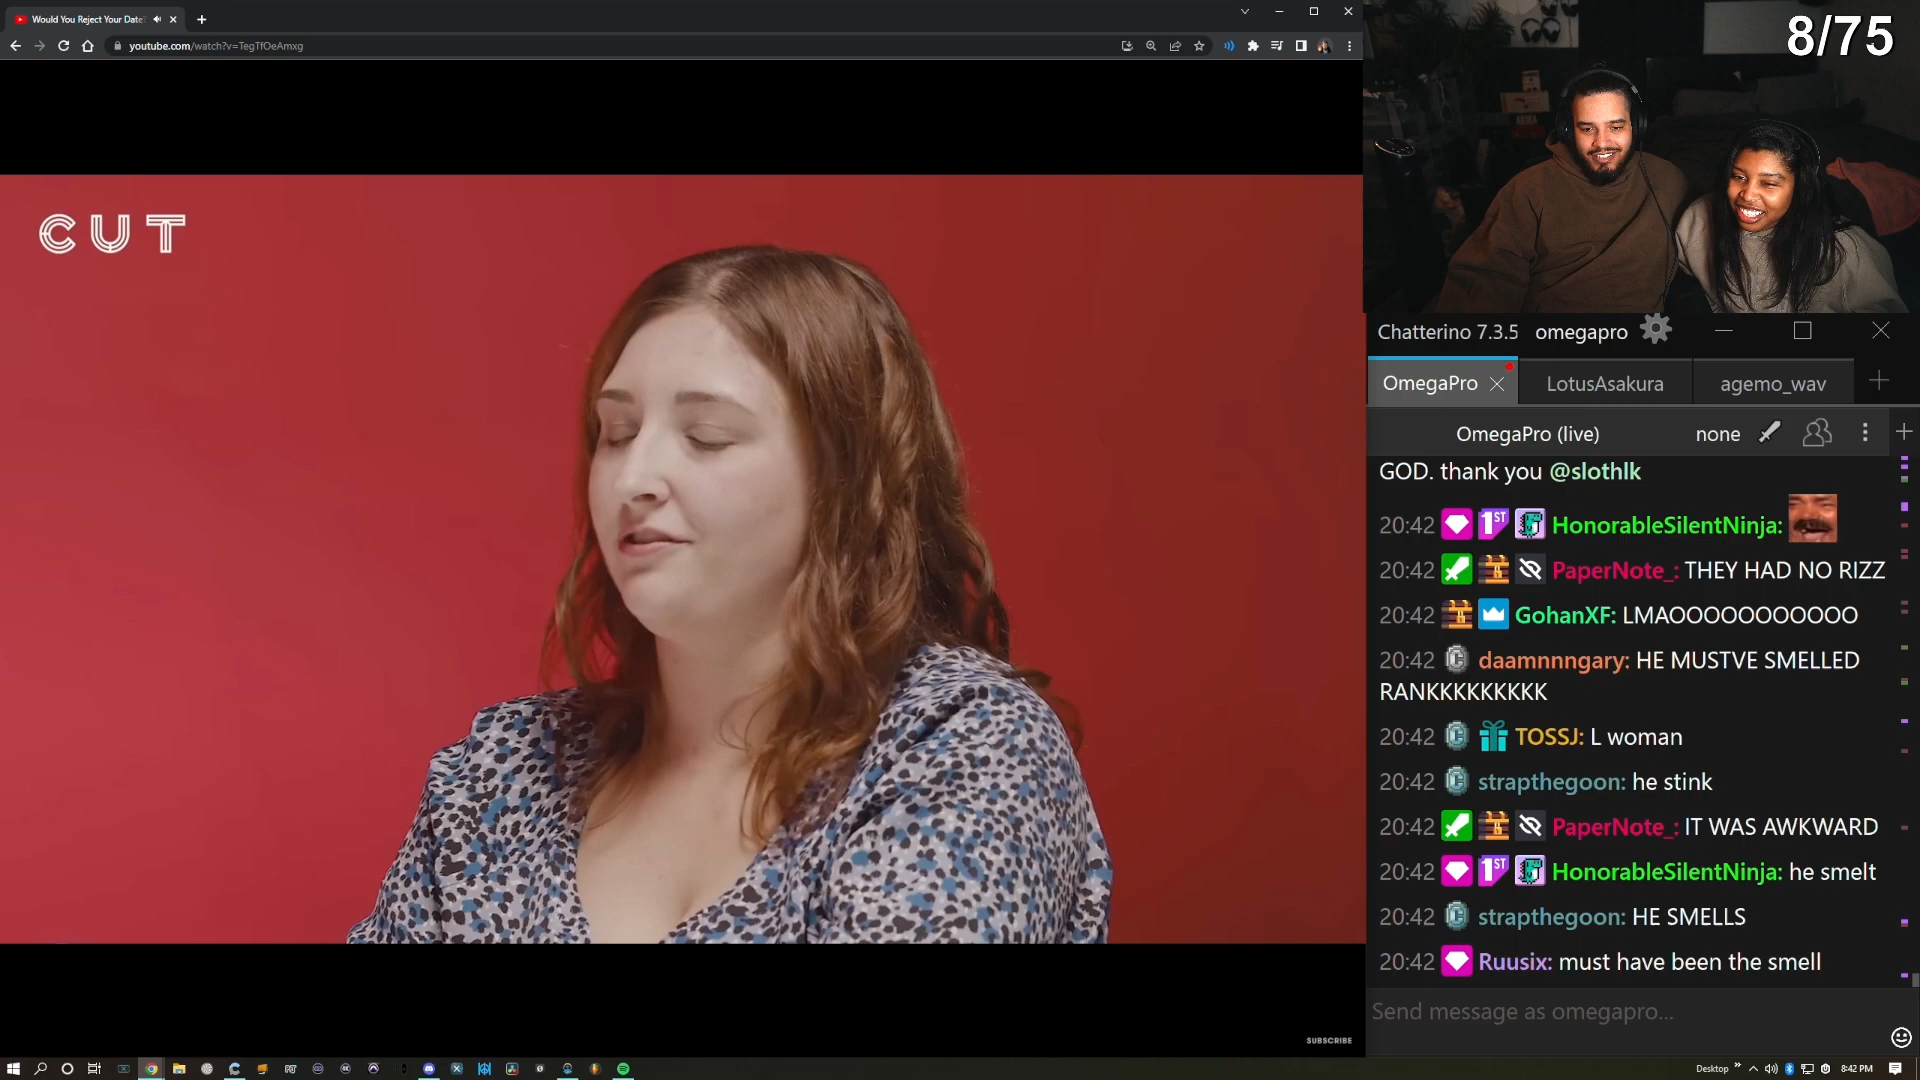 Would You Reject Your Date
youtube.com/watch?v=TegTfOeAmxg
8/75
CUT
SUBSCRIBE
Chatterino 7.3.5 omegapro
OmegaPro
LotusAsakura
agemo_wav
OmegaPro (live)
none
GOD. thank you @slothlk
20:42 1ST HonorableSilentNinja:
20:42 PaperNote_: THEY HAD NO RIZZ
20:42 GohanXF: LMAOOOOOOOOOOO
20:42 daamnnngary: HE MUSTVE SMELLED
RANKKKKKKKKK
20:42 TOSSJ: L woman
20:42 strapthegoon: he stink
20:42 PaperNote_: IT WAS AWKWARD
20:42 1ST HonorableSilentNinja: he smelt
20:42 strapthegoon: HE SMELLS
20:42 Ruusix: must have been the smell
Send message as omegapro...
Desktop
8:42 PM